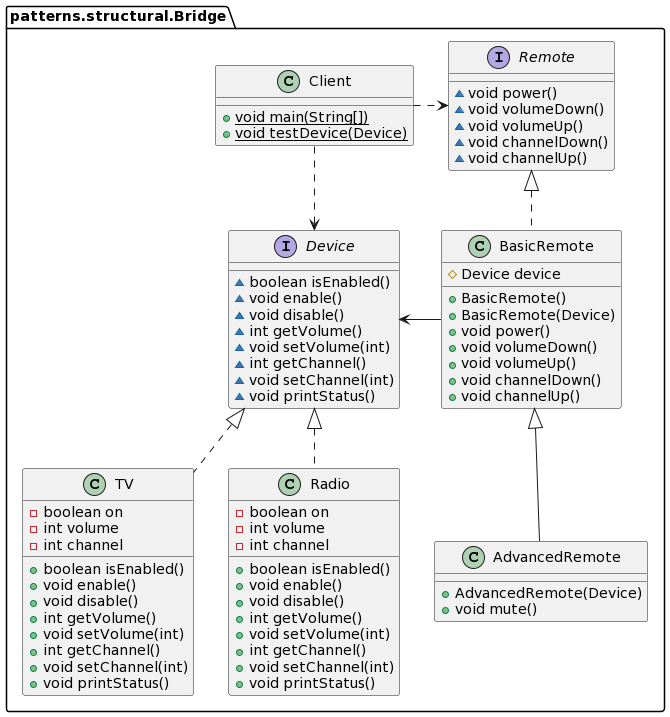 patterns.structural.Bridge
I Remote
void power()
void volumeDown()
void volumeUp()
void channelDown()
void channelUp()
C Client
void main(String[])
void testDevice(Device)
I Device
boolean isEnabled()
void enable()
void disable()
int getVolume()
void setVolume(int)
int getChannel()
void setChannel(int)
void printStatus()
C BasicRemote
Device device
BasicRemote()
BasicRemote(Device)
void power()
void volumeDown()
void volumeUp()
void channelDown()
void channelUp()
C TV
boolean on
int volume
int channel
boolean isEnabled()
void enable()
void disable()
int getVolume()
void setVolume(int)
int getChannel()
void setChannel(int)
void printStatus()
C Radio
boolean on
int volume
int channel
boolean isEnabled()
void enable()
void disable()
int getVolume()
void setVolume(int)
int getChannel()
void setChannel(int)
void printStatus()
C AdvancedRemote
AdvancedRemote(Device)
void mute()